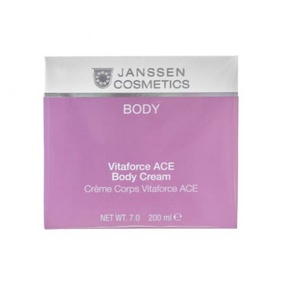 JANSSEN
COSMETICS
BODY
Vitaforce ACE
Body Cream
Crème Corps Vitaforce ACE
NET WT. 7.0 200 ml ℮